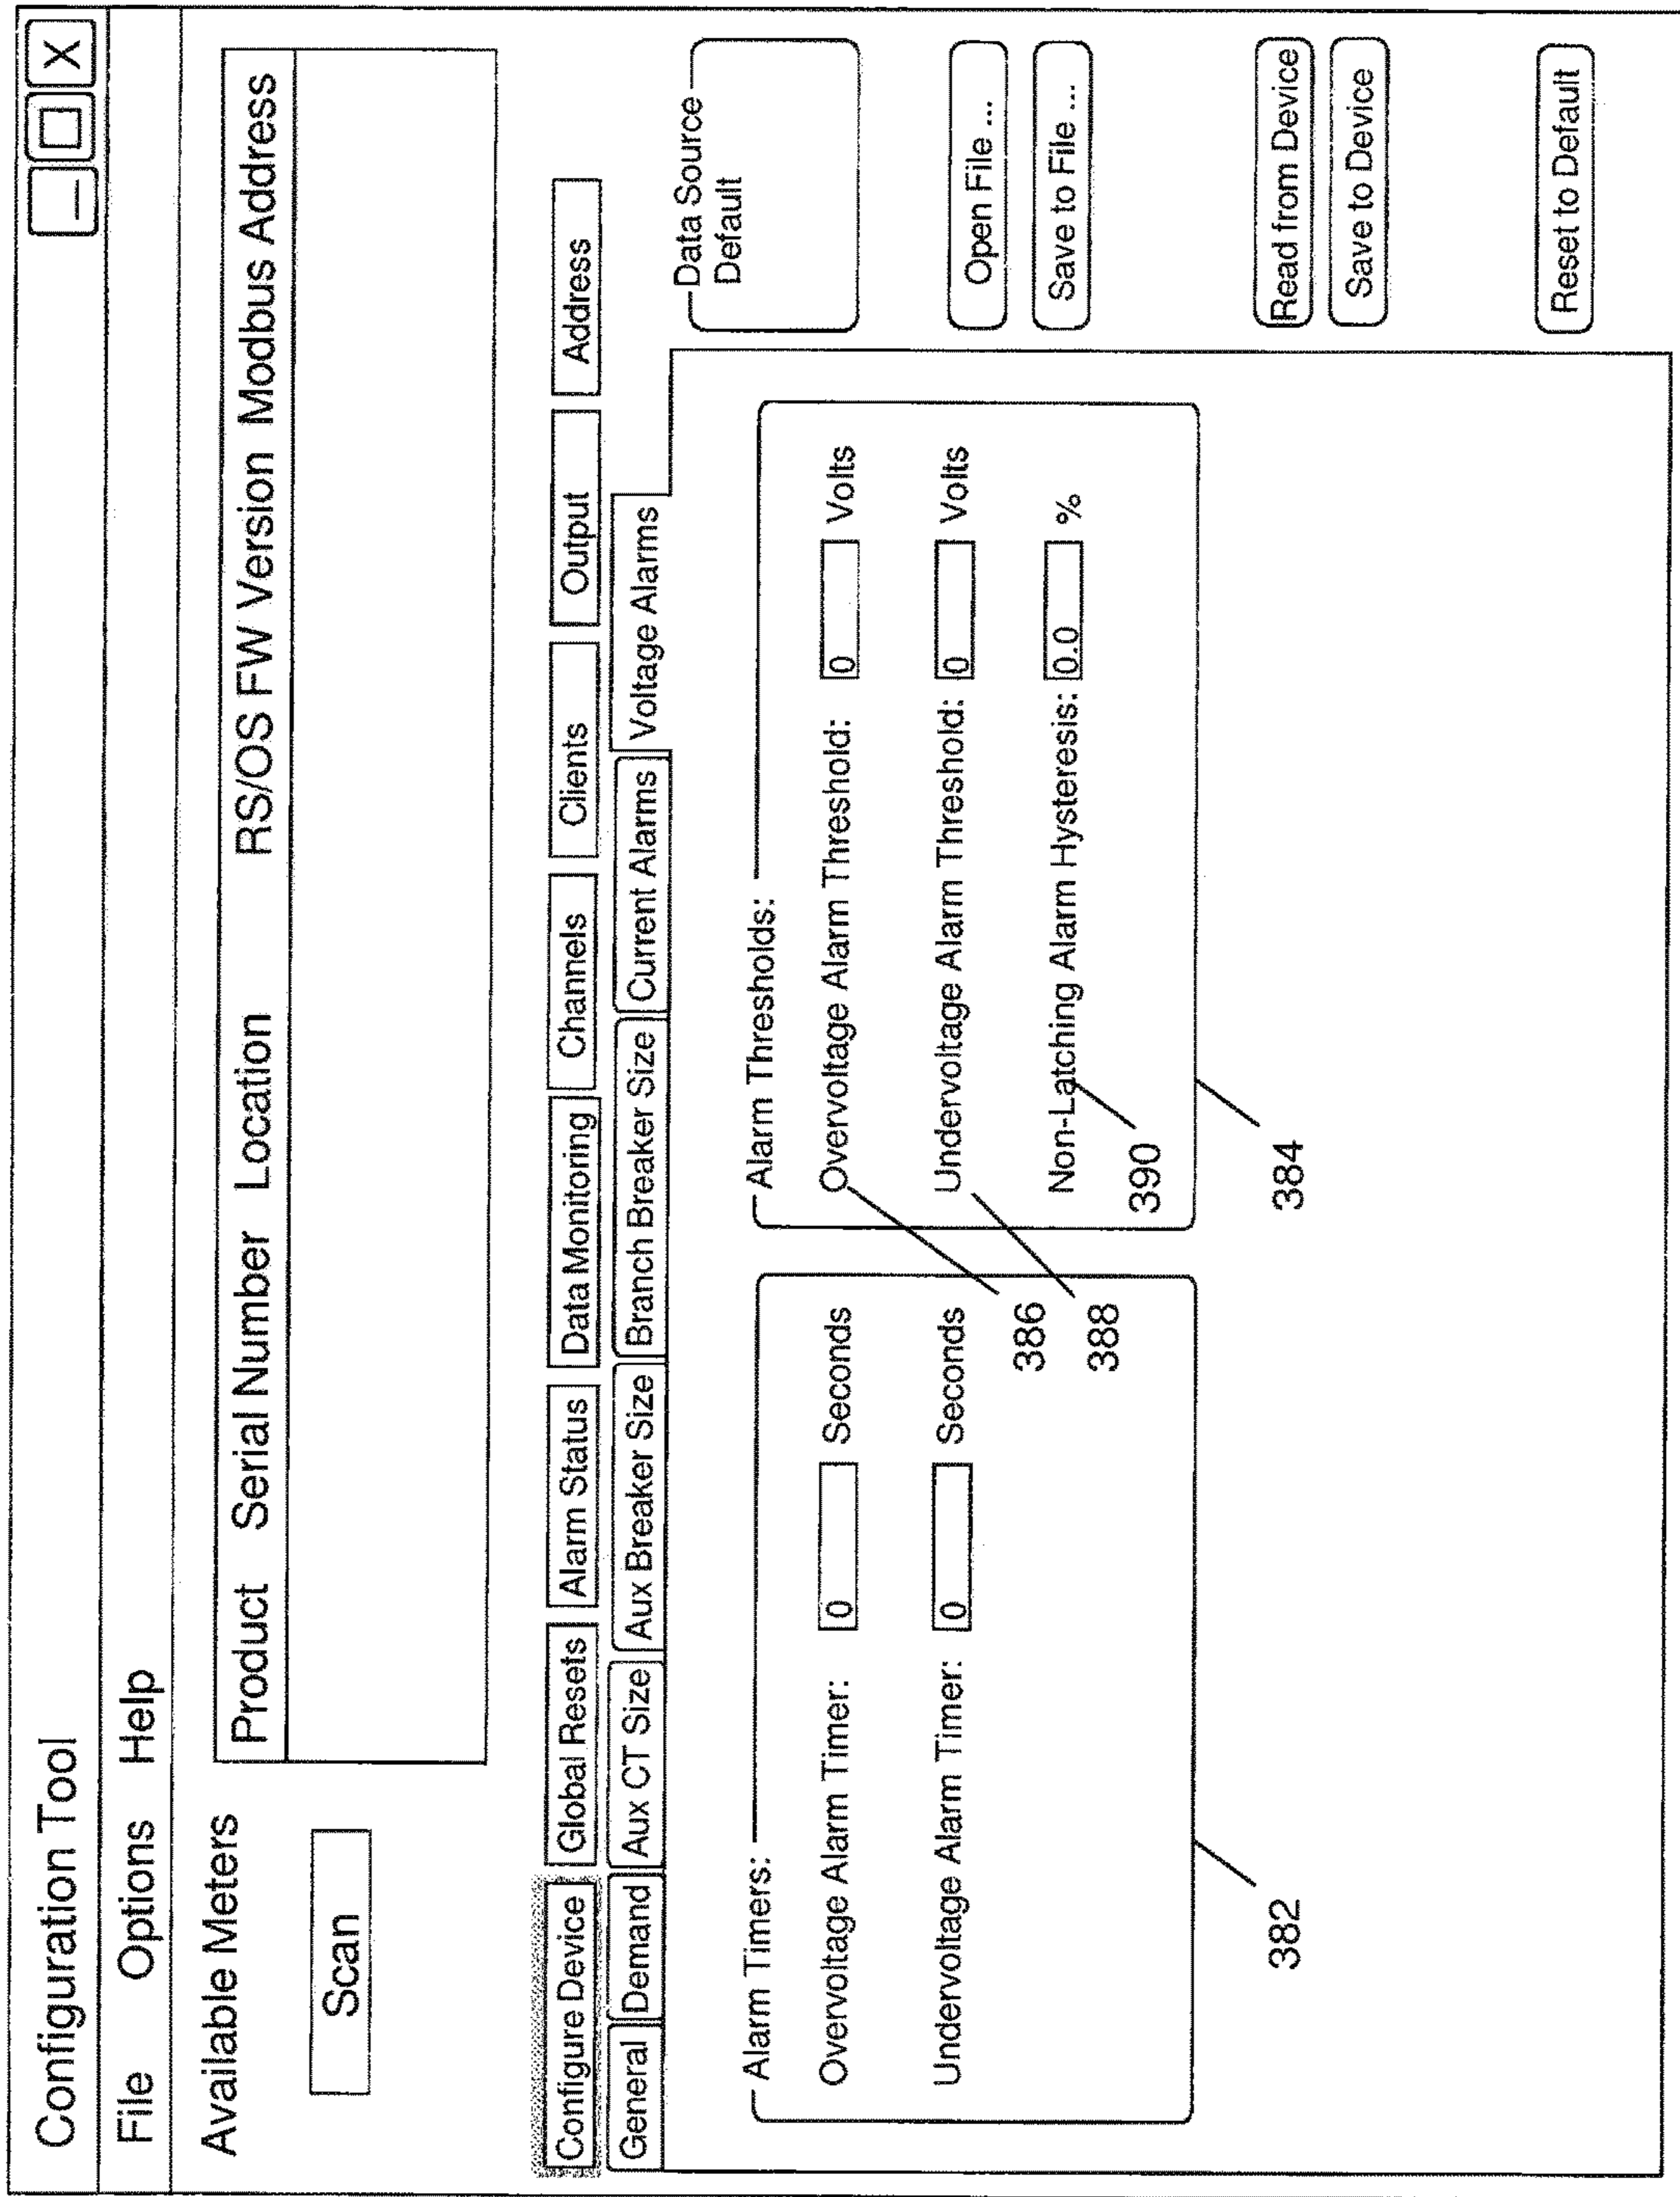 Configuration Tool
File Options Help
Available Meters
Scan
Product Serial Number Location RS/OS FW Version Modbus Address
Configure Device Global Resets Alarm Status Data Monitoring Channels Clients Output Address
General Demand Aux CT Size Aux Breaker Size Branch Breaker Size Current Alarms Voltage Alarms
Alarm Timers:
Overvoltage Alarm Timer: 0 Seconds
Undervoltage Alarm Timer: 0 Seconds
382
Alarm Thresholds:
Overvoltage Alarm Threshold: 0 Volts
Undervoltage Alarm Threshold: 0 Volts
Non-Latching Alarm Hysteresis: 0.0 %
386
388
390
384
Data Source
Default
Open File ...
Save to File ...
Read from Device
Save to Device
Reset to Default